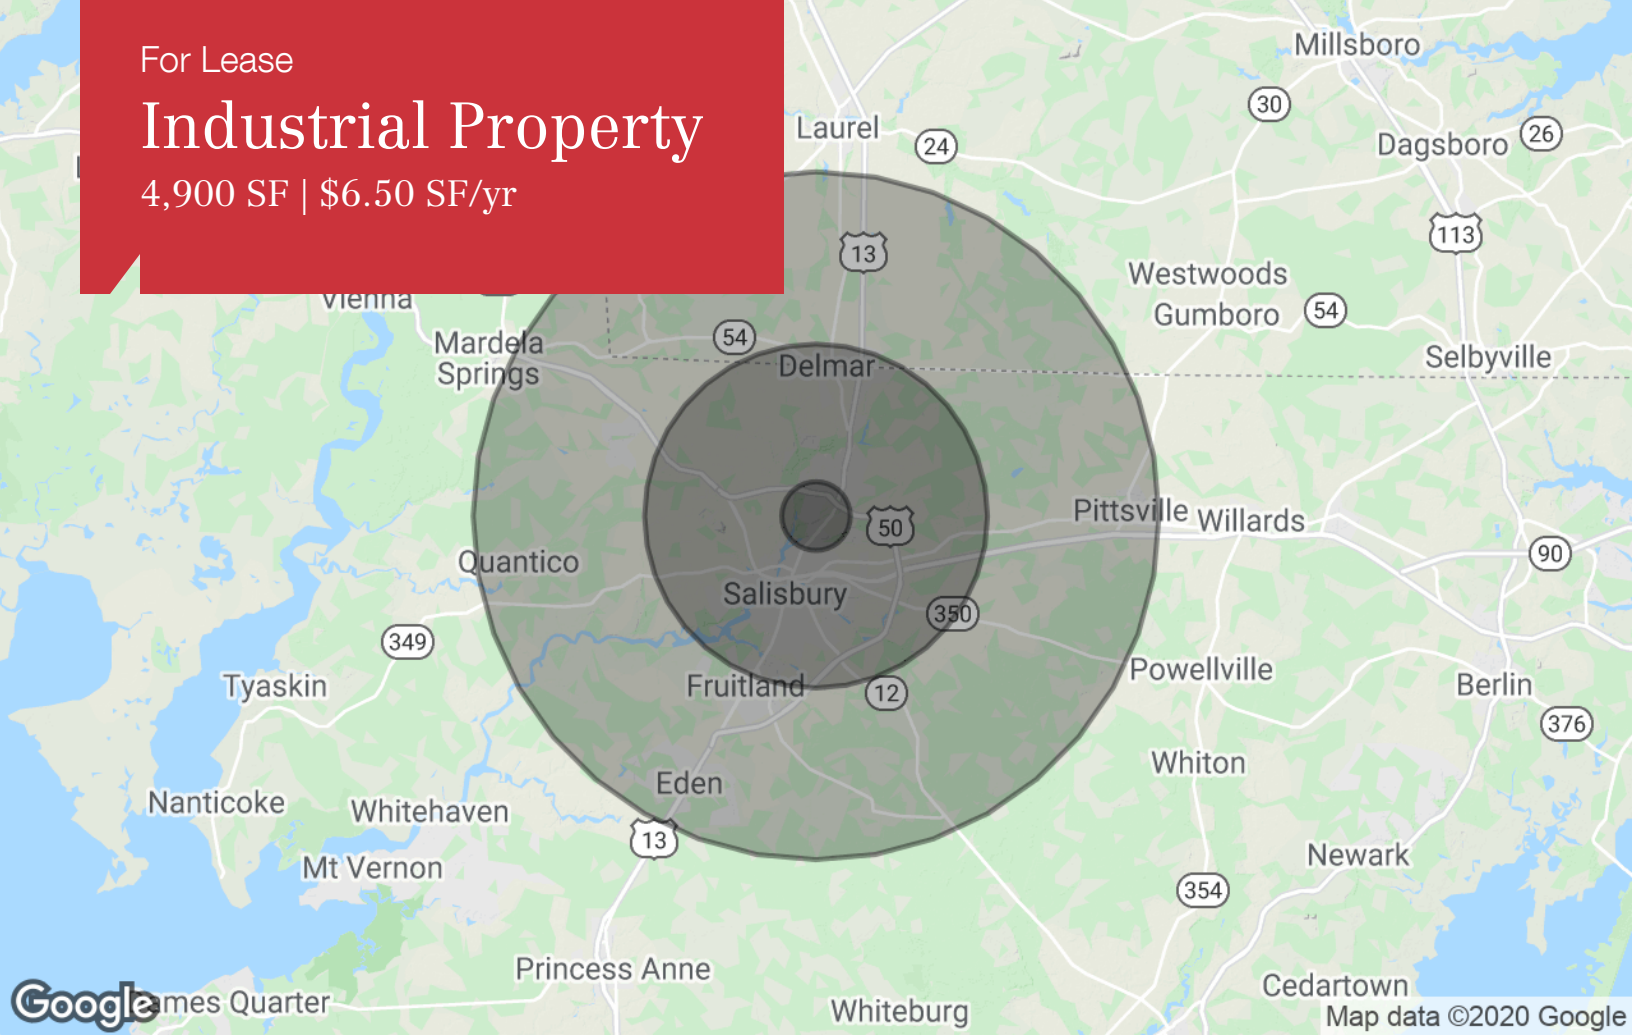 For Lease
Industrial Property
4,900 SF | $6.50 SF/yr
Millsboro
30
Laurel
24
Dagsboro
26
113
13
Westwoods
Gumboro
54
Vienna
Mardela
Springs
54
Delmar
Selbyville
50
Pittsville
Willards
90
Quantico
Salisbury
350
349
Tyaskin
Fruitland
12
Powellville
Berlin
376
Eden
Whiton
Nanticoke
Whitehaven
13
Mt Vernon
Newark
354
Princess Anne
Cedartown
Google
Dames Quarter
Whiteburg
Map data ©2020 Google